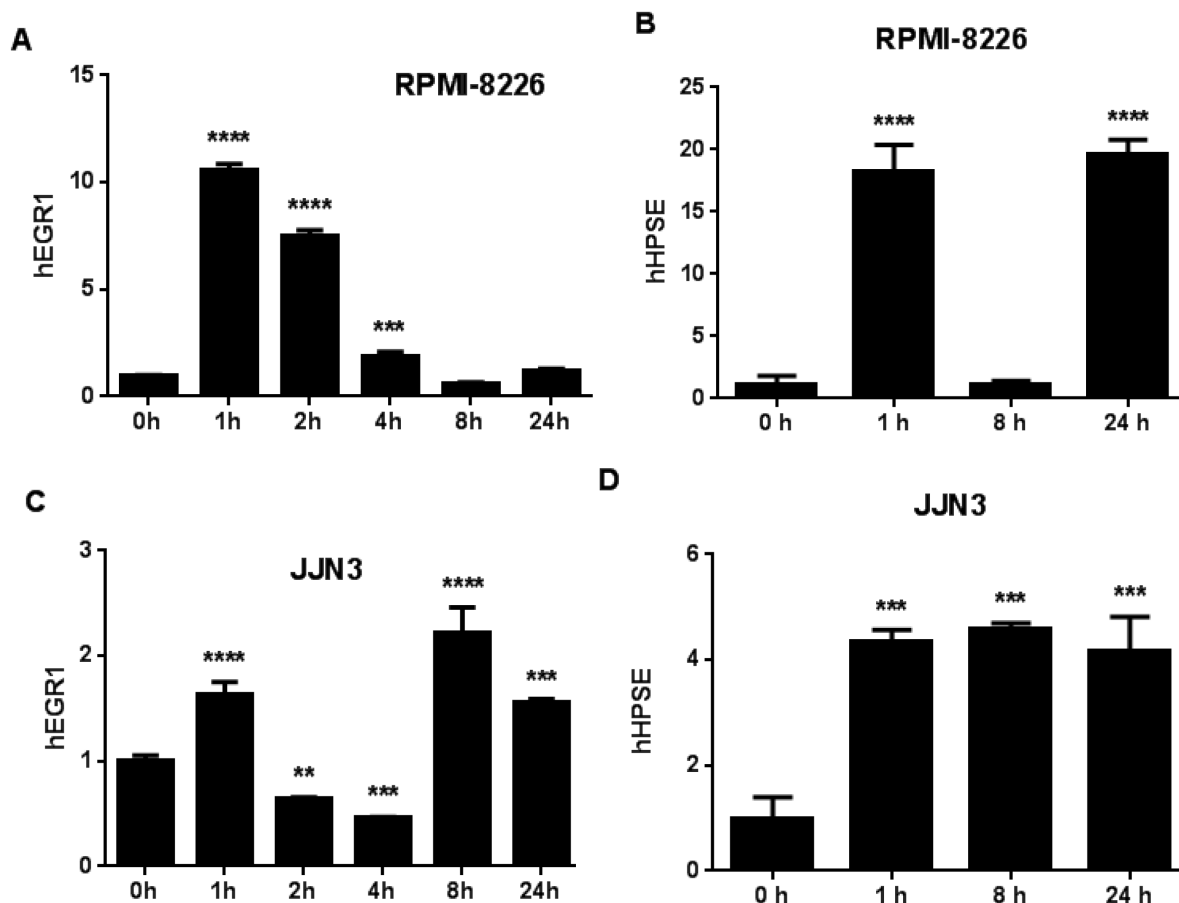 A
RPMI-8226
hEGR1
15
10
5
0
****
****
***
0h 1h 2h 4h 8h 24h
B
RPMI-8226
hHPSE
25
20
15
10
5
0
****
****
0 h 1 h 8 h 24 h
C
JJN3
hEGR1
3
2
1
0
****
**
***
****
***
0h 1h 2h 4h 8h 24h
D
JJN3
hHPSE
6
4
2
0
***
***
***
0 h 1 h 8 h 24 h